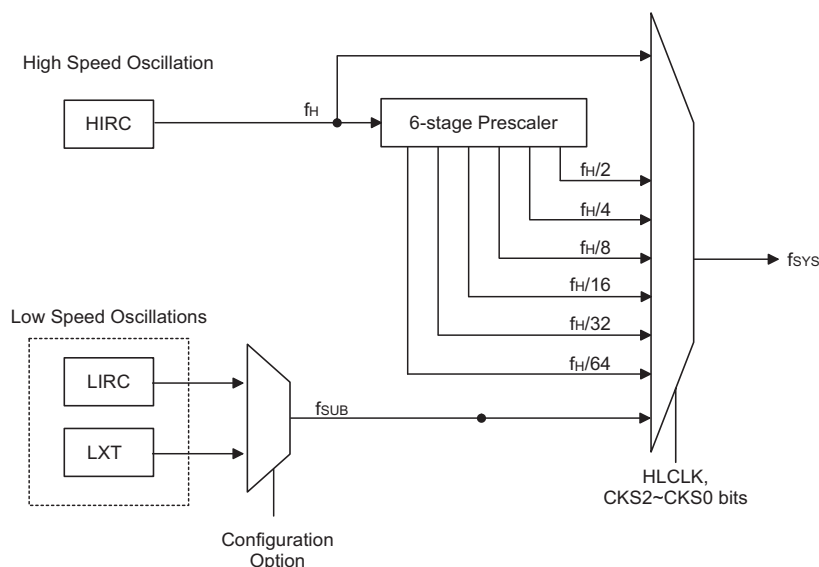 High Speed Oscillation
HIRC
fH
6-stage Prescaler
fH/2
fH/4
fH/8
fH/16
fH/32
fH/64
fSYS
Low Speed Oscillations
LIRC
LXT
fSUB
HLCLK,
CKS2~CKS0 bits
Configuration
Option